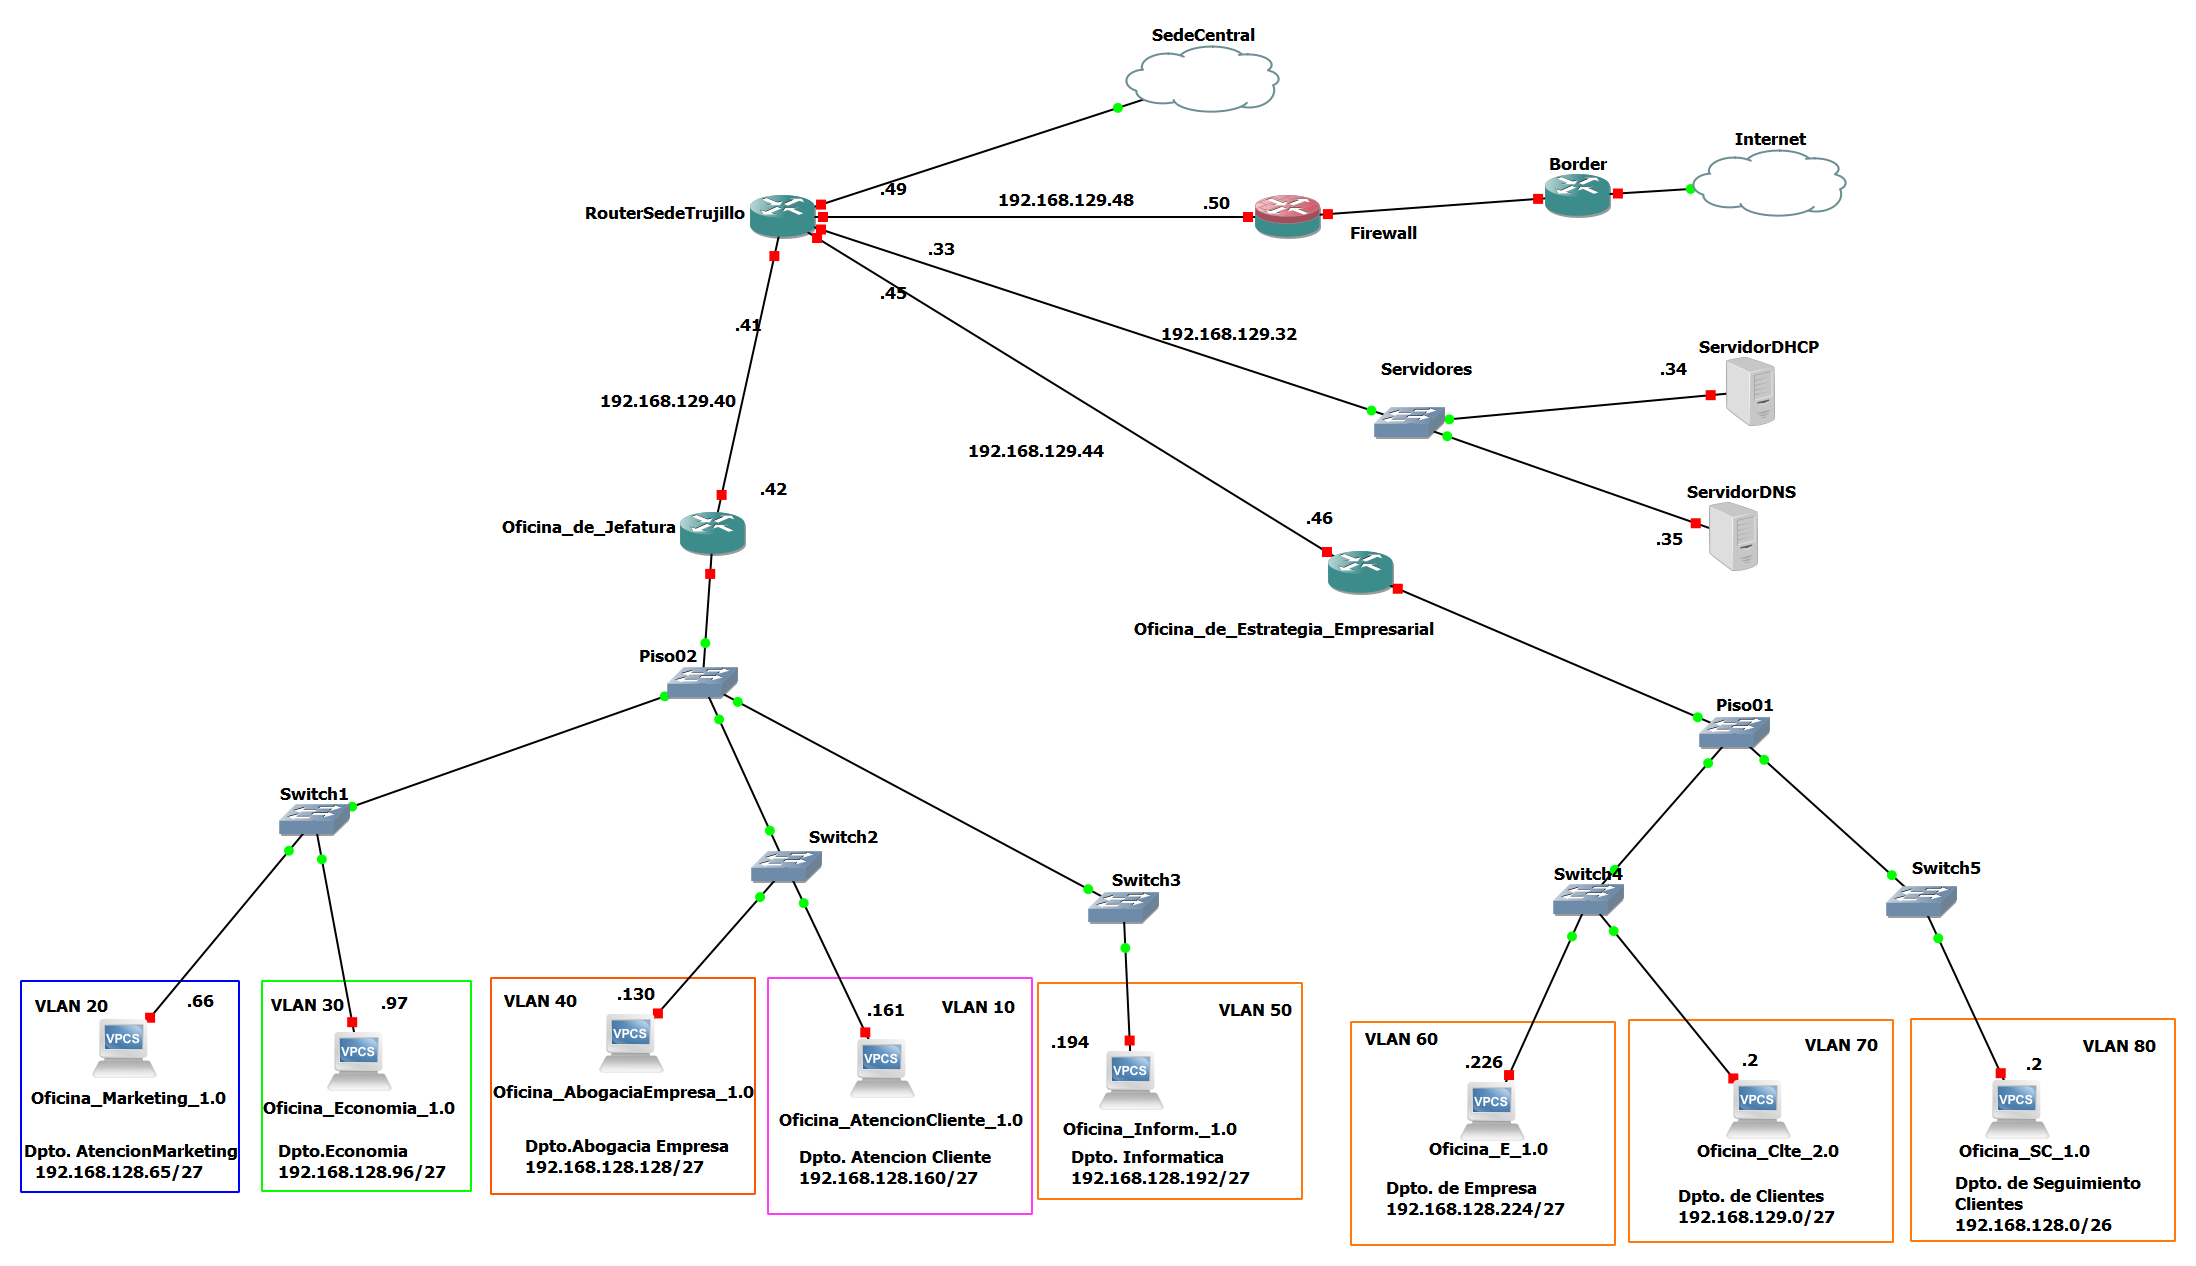 SedeCentral
Internet
Border
.49
192.168.129.48
.50
RouterSedeTrujillo
Firewall
.33
.45
.41
192.168.129.32
ServidorDHCP
.34
Servidores
192.168.129.40
192.168.129.44
.42
ServidorDNS
.35
Oficina_de_Jefatura
.46
Oficina_de_Estrategia_Empresarial
Piso02
Piso01
Switch1
Switch2
Switch3
Switch4
Switch5
VLAN 20
.66
VPCS
Oficina_Marketing_1.0
Dpto. AtencionMarketing
192.168.128.65/27
VLAN 30
.97
VPCS
Oficina_Economia_1.0
Dpto.Economia
192.168.128.96/27
VLAN 40
.130
VPCS
Oficina_AbogaciaEmpresa_1.0
Dpto.Abogacia Empresa
192.168.128.128/27
.161
VLAN 10
VPCS
Oficina_AtencionCliente_1.0
Dpto. Atencion Cliente
192.168.128.160/27
VLAN 50
.194
VPCS
Oficina_Inform._1.0
Dpto. Informatica
192.168.128.192/27
VLAN 60
.226
VPCS
Oficina_E_1.0
Dpto. de Empresa
192.168.128.224/27
VLAN 70
.2
VPCS
Oficina_Clte_2.0
Dpto. de Clientes
192.168.129.0/27
VLAN 80
.2
VPCS
Oficina_SC_1.0
Dpto. de Seguimiento
Clientes
192.168.128.0/26